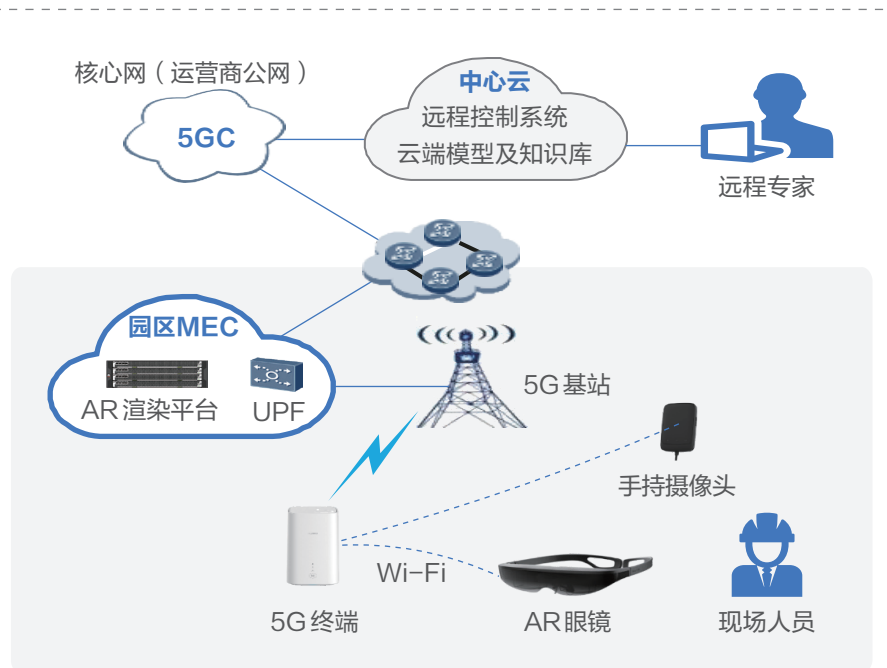 核心网（运营商公网）
5GC
中心云
远程控制系统
云端模型及知识库
远程专家
园区MEC
AR渲染平台
UPF
5G基站
手持摄像头
Wi-Fi
5G终端
AR眼镜
现场人员